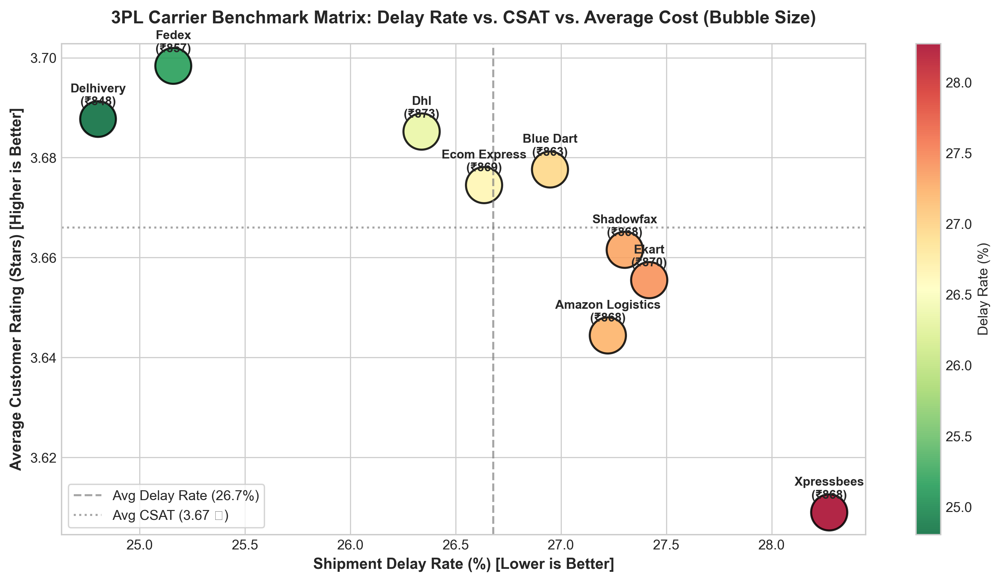 3PL Carrier Benchmark Matrix: Delay Rate vs. CSAT vs. Average Cost (Bubble Size)
Fedex
(₹857)
Delhivery
(₹848)
Dhl
(₹873)
Blue Dart
(₹863)
Ecom Express
(₹869)
Shadowfax
(₹868)
Ekart
(₹870)
Amazon Logistics
(₹868)
Xpressbees
(₹868)
Average Customer Rating (Stars) [Higher is Better]
3.70
3.68
3.66
3.64
3.62
Avg Delay Rate (26.7%)
Avg CSAT (3.67 □)
25.0
25.5
26.0
26.5
27.0
27.5
28.0
Shipment Delay Rate (%) [Lower is Better]
28.0
27.5
27.0
26.5
26.0
25.5
25.0
Delay Rate (%)